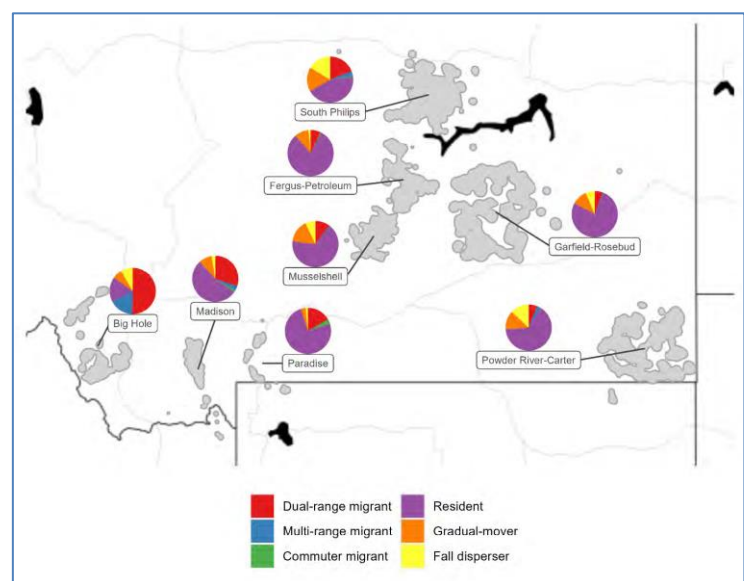 South Philips
Fergus-Petroleum
Garfield-Rosebud
Musselshell
Madison
Big Hole
Paradise
Powder River-Carter
Dual-range migrant
Resident
Multi-range migrant
Gradual-mover
Commuter migrant
Fall disperser